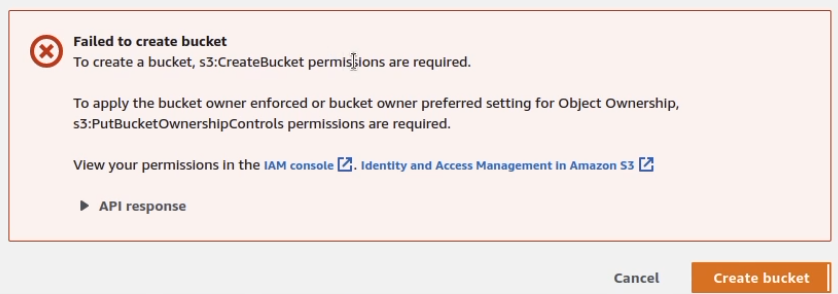 Failed to create bucket
To create a bucket, s3:CreateBucket permissions are required.
To apply the bucket owner enforced or bucket owner preferred setting for Object Ownership,
s3:PutBucketOwnershipControls permissions are required.
View your permissions in the IAM console. Identity and Access Management in Amazon S3
API response
Cancel Create bucket